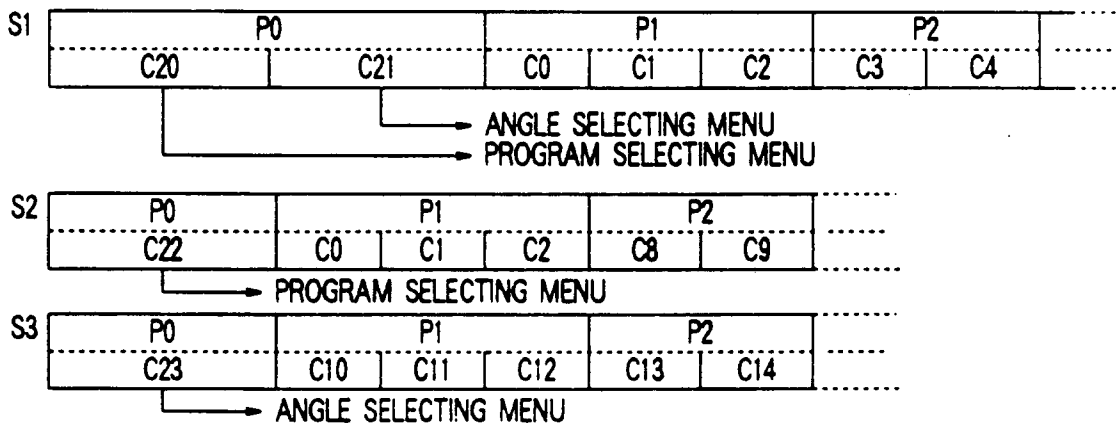 S1 P0 P1 P2
C20 C21 C0 C1 C2 C3 C4
ANGLE SELECTING MENU
PROGRAM SELECTING MENU
S2 P0 P1 P2
C22 C0 C1 C2 C8 C9
PROGRAM SELECTING MENU
S3 P0 P1 P2
C23 C10 C11 C12 C13 C14
ANGLE SELECTING MENU